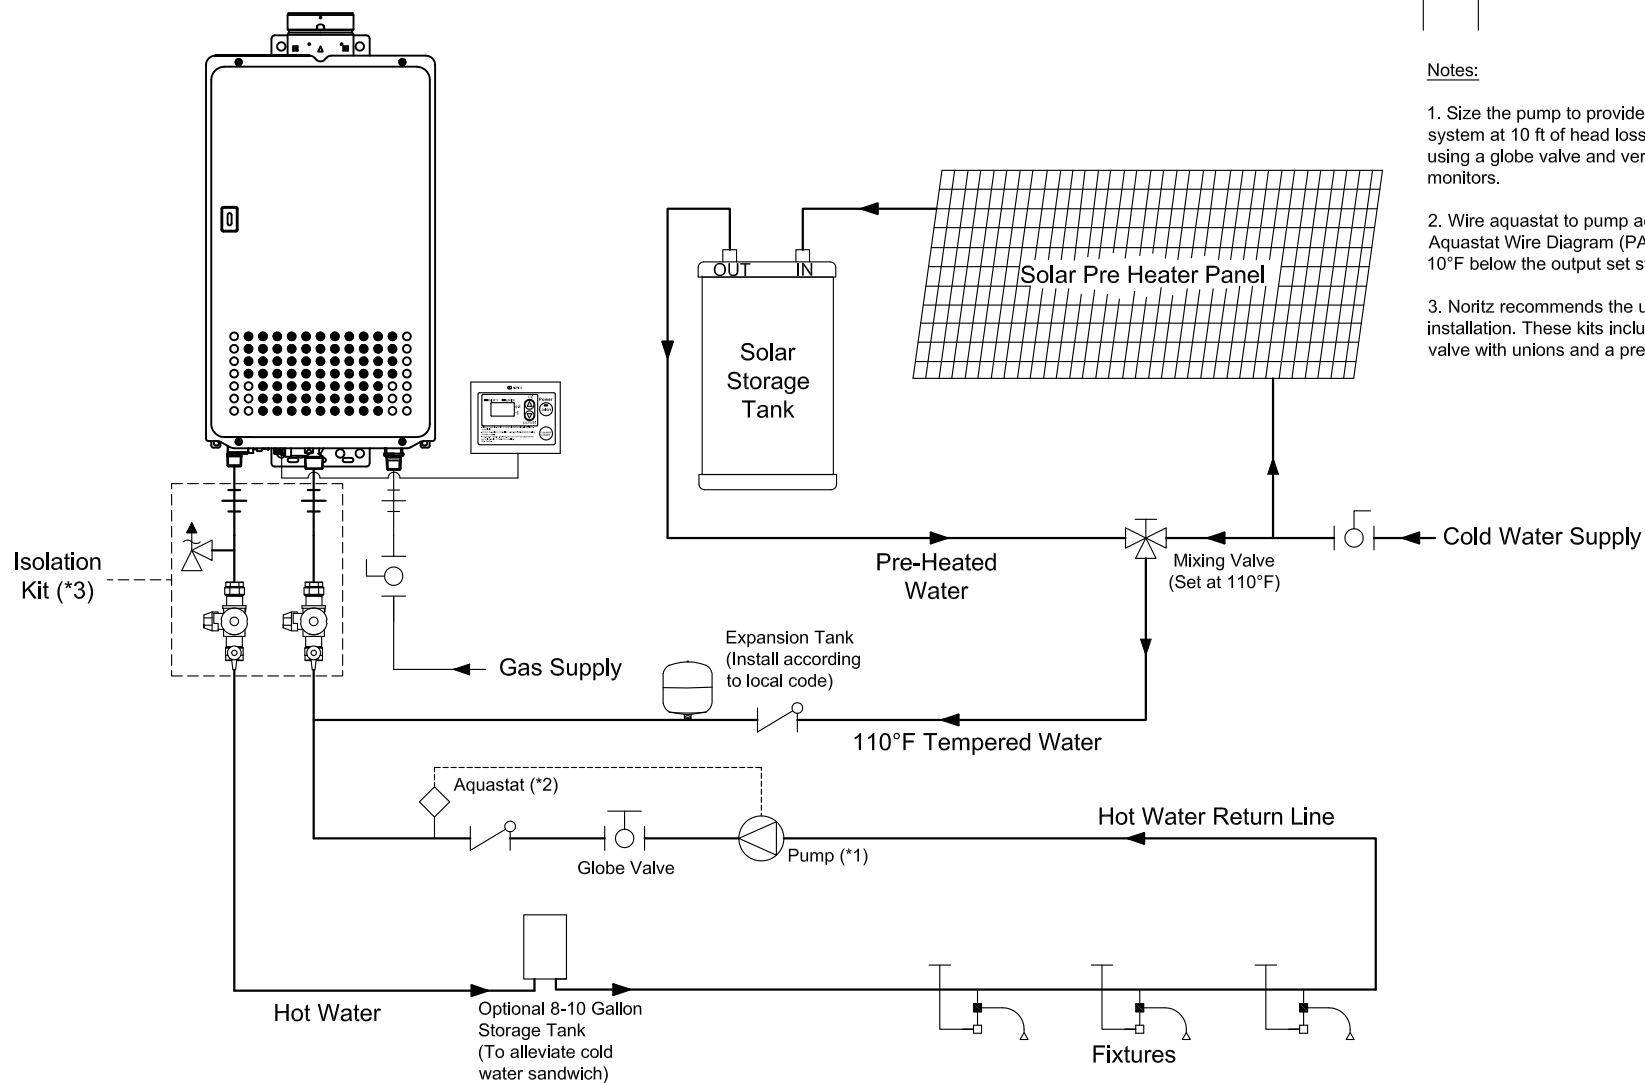 Notes:
1. Size the pump to provide
system at 10 ft of head loss
using a globe valve and ver
monitors.
2. Wire aquastat to pump a
Aquastat Wire Diagram (PA
10°F below the output set s
3. Noritz recommends the u
installation. These kits inclu
valve with unions and a pre
OUT
IN
Solar Pre Heater Panel
Solar
Storage
Tank
Cold Water Supply
Pre-Heated
Water
Mixing Valve
(Set at 110°F)
Isolation
Kit (*3)
Gas Supply
Expansion Tank
(Install according
to local code)
110°F Tempered Water
Aquastat (*2)
Hot Water Return Line
Globe Valve
Pump (*1)
Hot Water
Optional 8-10 Gallon
Storage Tank
(To alleviate cold
water sandwich)
Fixtures